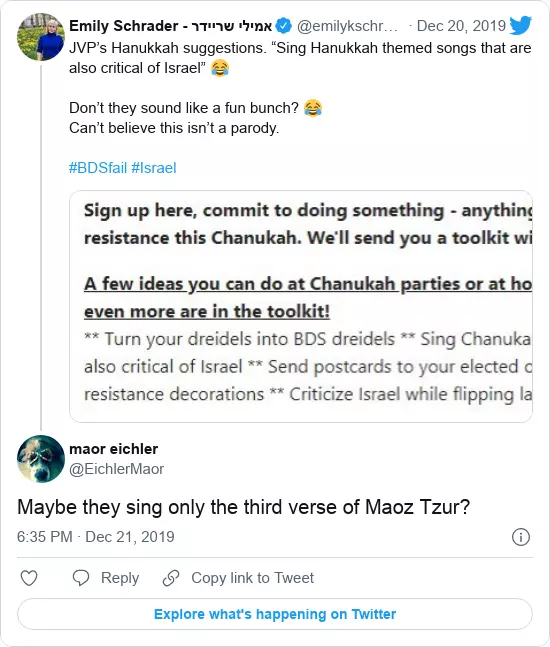 Emily Schrader - אמילי שריידר @emilykschr... · Dec 20, 2019
JVP's Hanukkah suggestions. “Sing Hanukkah themed songs that are
also critical of Israel” 😂
Don't they sound like a fun bunch? 😂
Can't believe this isn't a parody.
#BDSfail #Israel
Sign up here, commit to doing something - anything
resistance this Chanukah. We'll send you a toolkit wi
A few ideas you can do at Chanukah parties or at ho
even more are in the toolkit!
** Turn your dreidels into BDS dreidels ** Sing Chanuka
also critical of Israel ** Send postcards to your elected o
resistance decorations ** Criticize Israel while flipping la
maor eichler
@EichlerMaor
Maybe they sing only the third verse of Maoz Tzur?
6:35 PM · Dec 21, 2019
Reply
Copy link to Tweet
Explore what's happening on Twitter